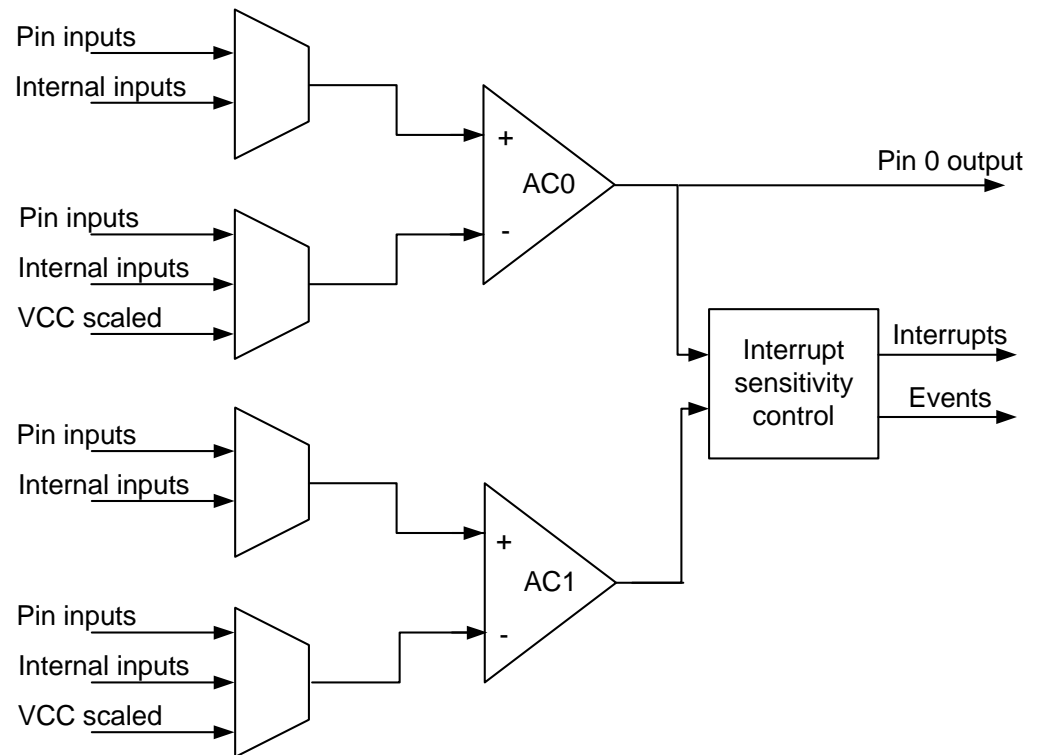 Pin inputs
Internal inputs
+
AC0
-
Pin 0 output
Pin inputs
Internal inputs
VCC scaled
Interrupt
sensitivity
control
Interrupts
Events
Pin inputs
Internal inputs
+
AC1
-
Pin inputs
Internal inputs
VCC scaled